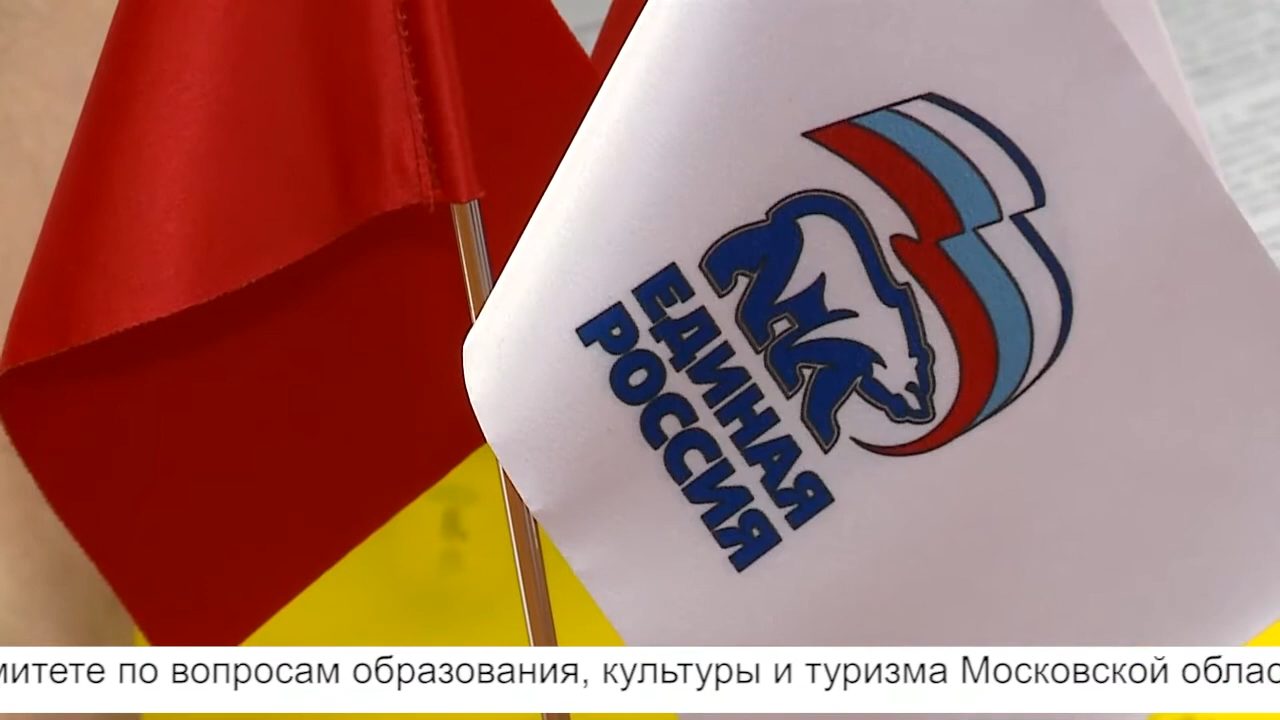 ЕДИНАЯ
РОССИЯ
митете по вопросам образования, культуры и туризма Московской облас